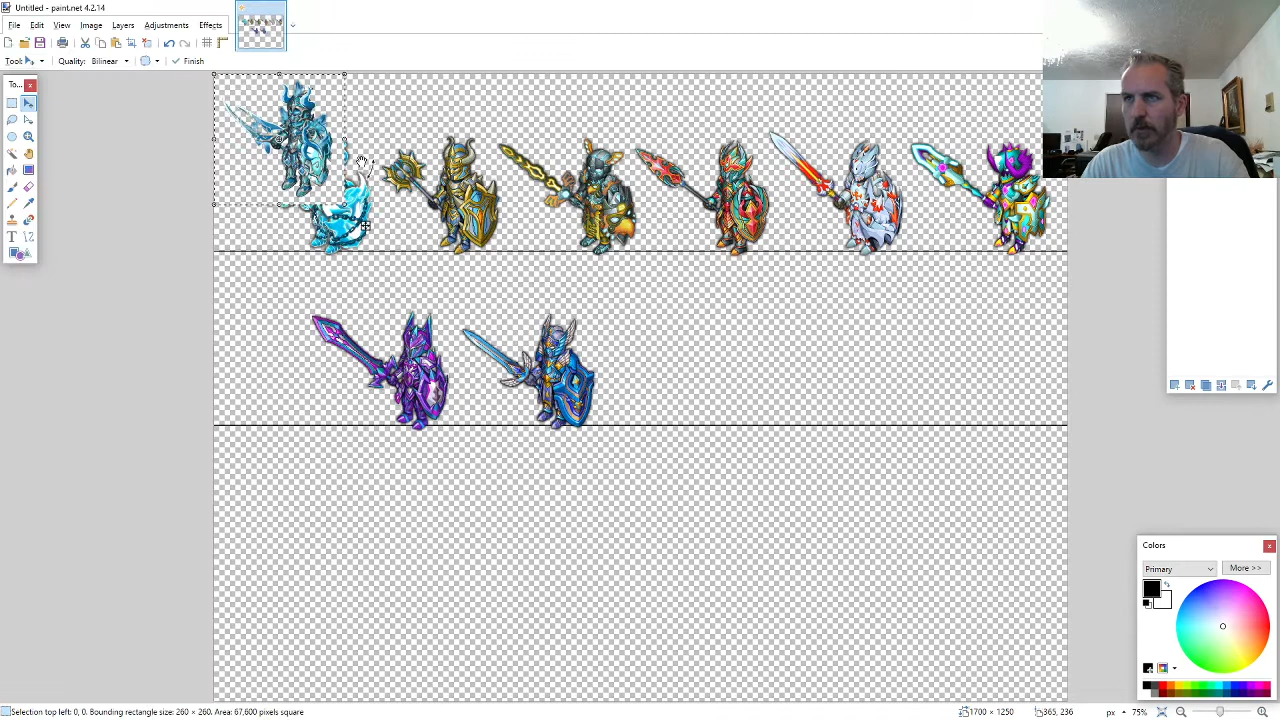 Untitled - paint.net 4.2.14
File Edit View Image Layers Adjustments Effects
Tool: Quality: Bilinear Finish
To...
Colors
Primary More >>
Selection top left: 0, 0. Bounding rectangle size: 260 × 260. Area: 67,600 pixels square
1700 × 1250 365, 236 px 75%